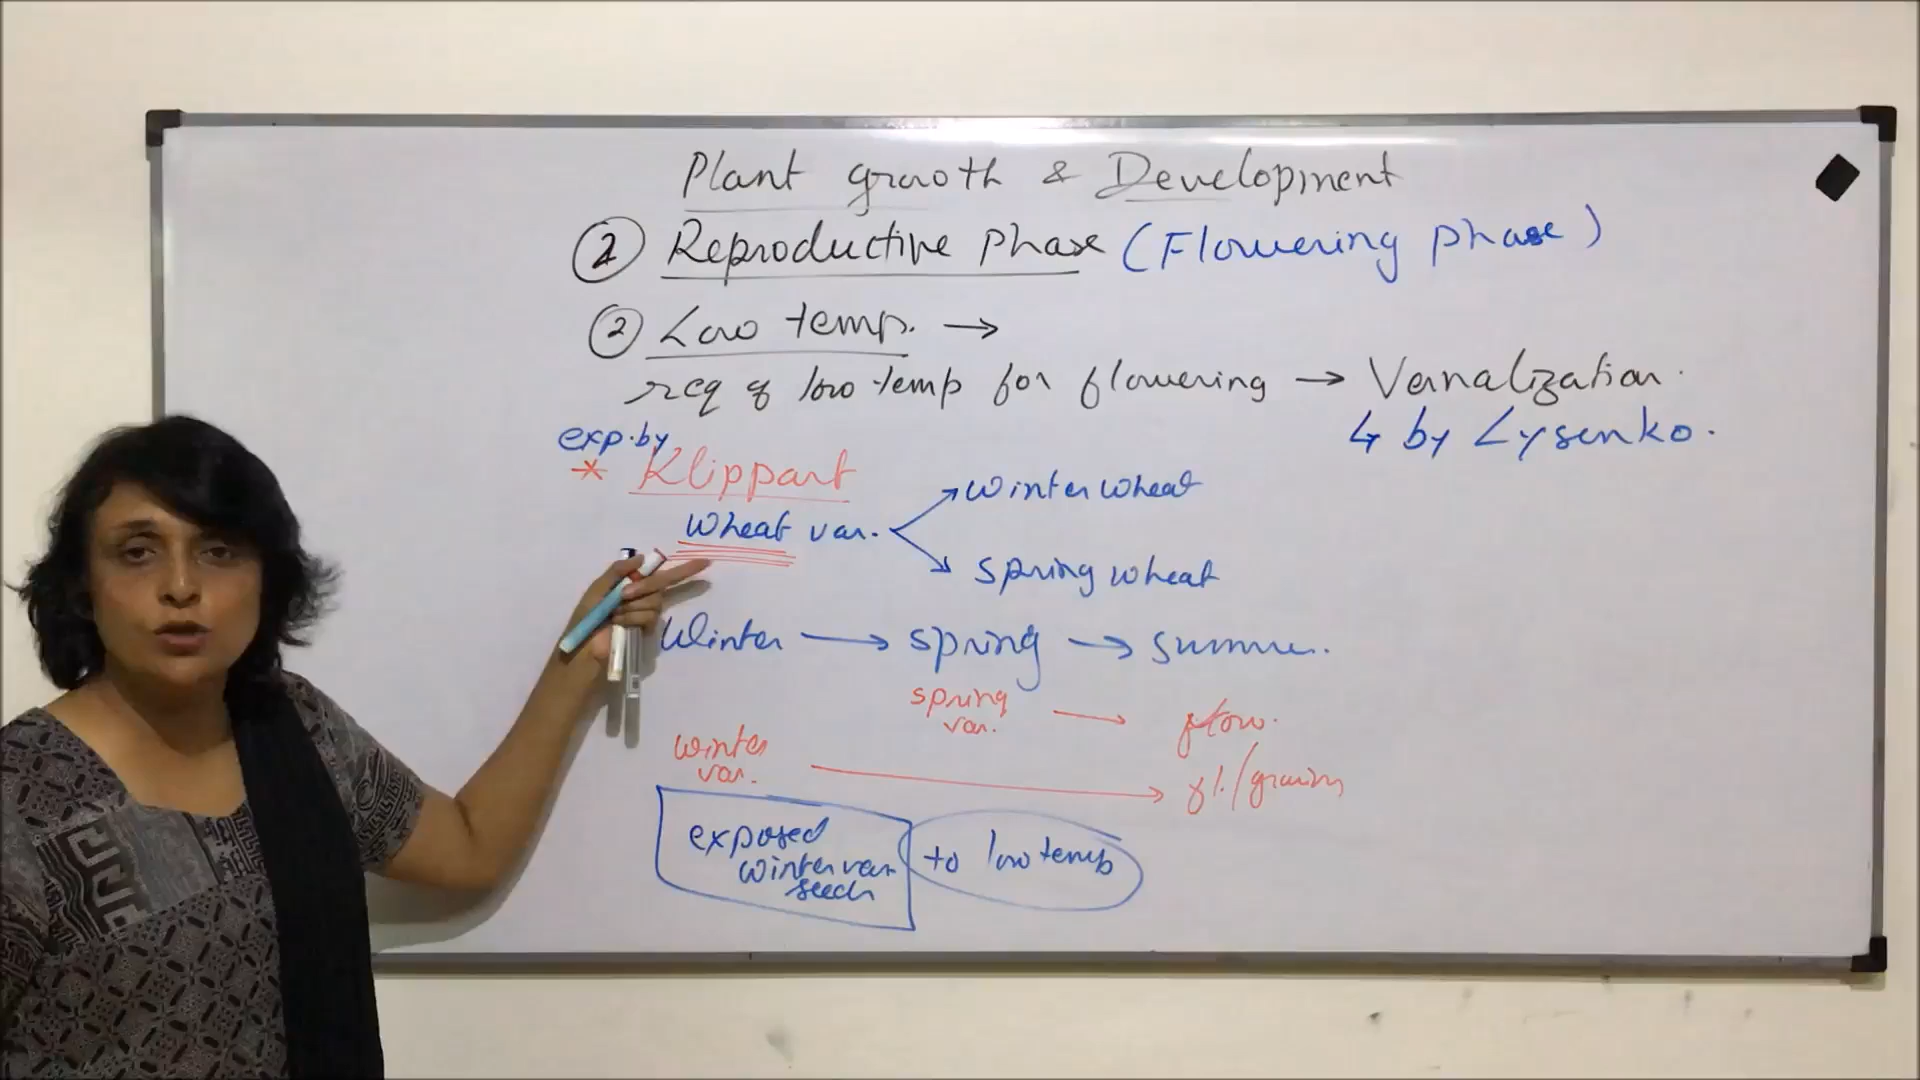 Plant growth & Development
2 Reproductive Phase (Flowering phase)
2 Low temp. →
req of low temp for flowering → Vernalization.
↳ by Lysenko.
exp. by
* Klippart
wheat var.
winter wheat
spring wheat
Winter → spring → summer.
spring var. → flow.
winter var. → fl./grains
exposed winter var seeds
to low temp